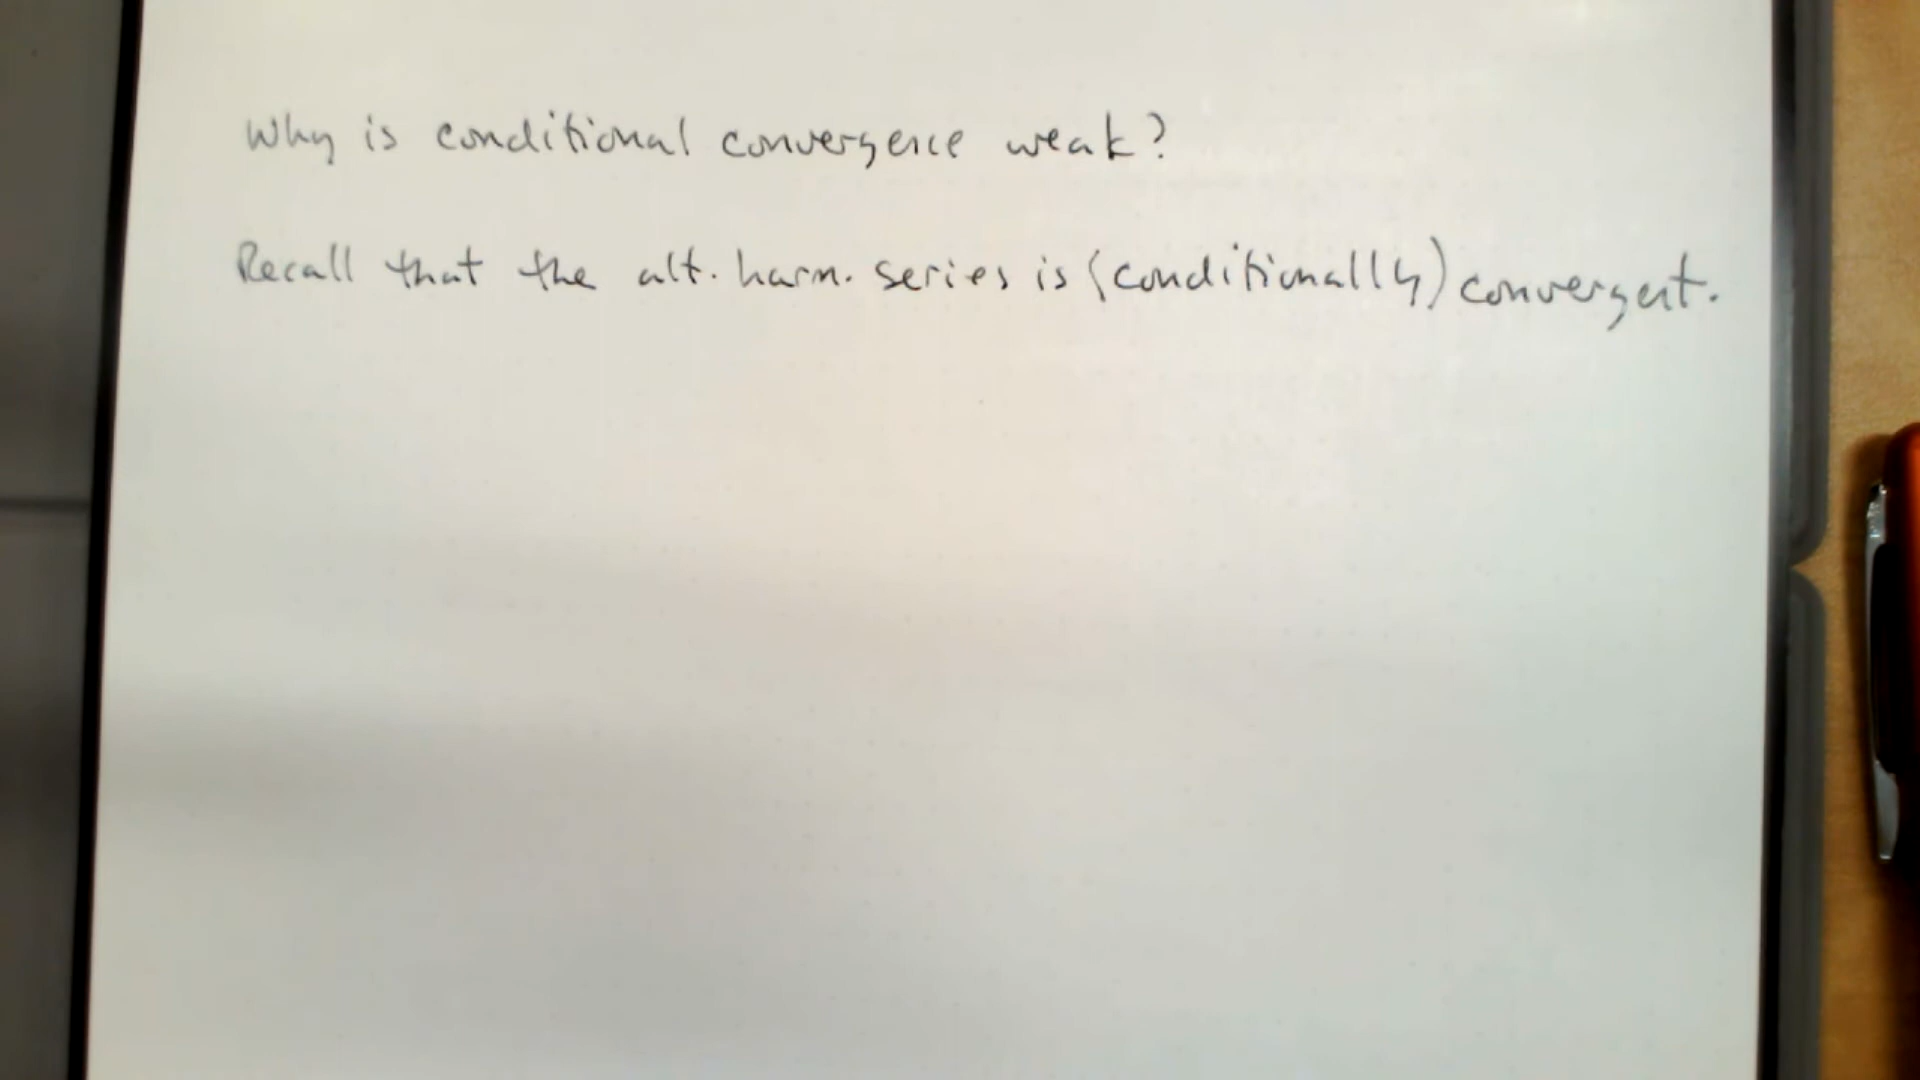 Why is conditional convergence weak?
Recall that the alt. harm. series is (conditionally) convergent.